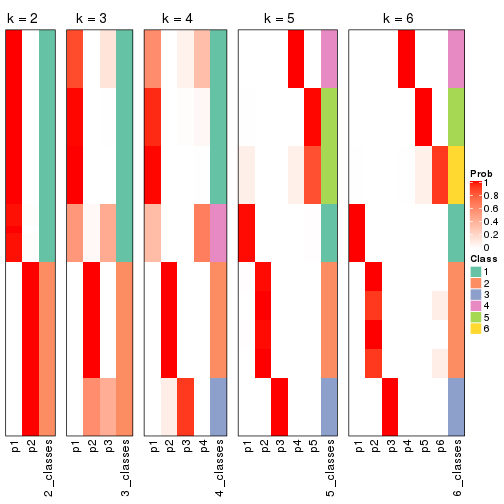 k = 2
k = 3
k = 4
k = 5
k = 6
p1
p2
2_classes
p1
p2
p3
3_classes
p1
p2
p3
p4
4_classes
p1
p2
p3
p4
p5
5_classes
p1
p2
p3
p4
p5
p6
6_classes
Prob
1
0.8
0.6
0.4
0.2
0
Class
1
2
3
4
5
6